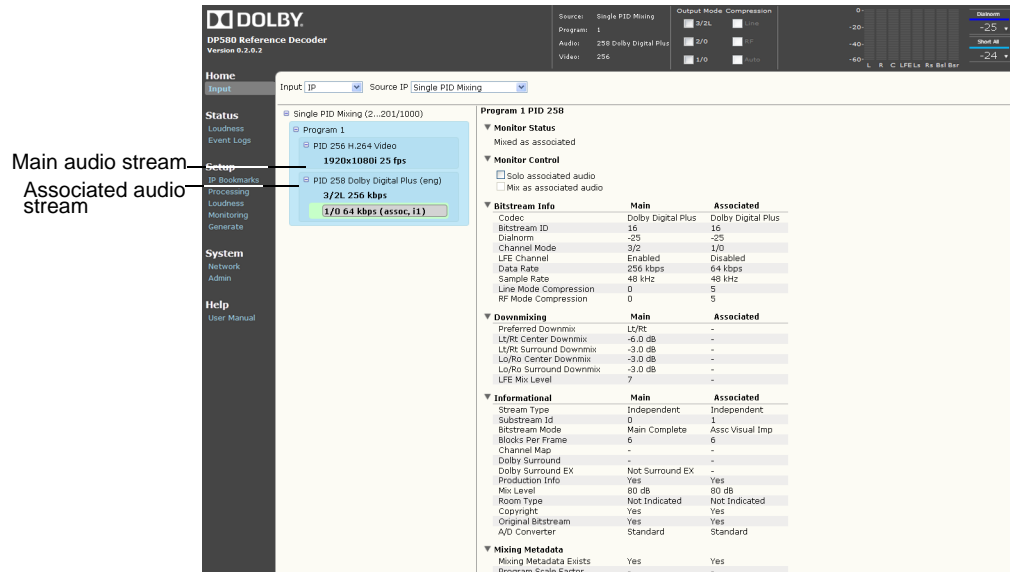 DOLBY.
DP580 Reference Decoder
Version 0.2.0.2
Source: Single PID Mixing
Program: 1
Audio: 258 Dolby Digital Plus
Video: 256
Output Mode Compression
3/2L Line
2/0 RF
1/0 Auto
0-
-20-
-40-
-60-
L R C LFE Ls Rs Bsl Bsr
Dialnorm
-25
Short All
-24
Home
Input
Status
Loudness
Event Logs
Setup
IP Bookmarks
Processing
Loudness
Monitoring
Generate
System
Network
Admin
Help
User Manual
Main audio stream
Associated audio
stream
Input IP Source IP Single PID Mixing
Single PID Mixing (2...201/1000)
Program 1
PID 256 H.264 Video
1920x1080i 25 fps
PID 258 Dolby Digital Plus (eng)
3/2L 256 kbps
1/0 64 kbps (assoc, i1)
Program 1 PID 258
Monitor Status
Mixed as associated
Monitor Control
Solo associated audio
Mix as associated audio
Bitstream Info Main Associated
Codec Dolby Digital Plus Dolby Digital Plus
Bitstream ID 16 16
Dialnorm -25 -25
Channel Mode 3/2 1/0
LFE Channel Enabled Disabled
Data Rate 256 kbps 64 kbps
Sample Rate 48 kHz 48 kHz
Line Mode Compression 0 5
RF Mode Compression 0 5
Downmixing Main Associated
Preferred Downmix Lt/Rt -
Lt/Rt Center Downmix -6.0 dB -
Lt/Rt Surround Downmix -3.0 dB -
Lo/Ro Center Downmix -3.0 dB -
Lo/Ro Surround Downmix -3.0 dB -
LFE Mix Level 7 -
Informational Main Associated
Stream Type Independent Independent
Substream Id 0 1
Bitstream Mode Main Complete Assc Visual Imp
Blocks Per Frame 6 6
Channel Map - -
Dolby Surround - -
Dolby Surround EX Not Surround EX -
Production Info Yes Yes
Mix Level 80 dB 80 dB
Room Type Not Indicated Not Indicated
Copyright Yes Yes
Original Bitstream Yes Yes
A/D Converter Standard Standard
Mixing Metadata
Mixing Metadata Exists Yes Yes
Program Scale Factor - -